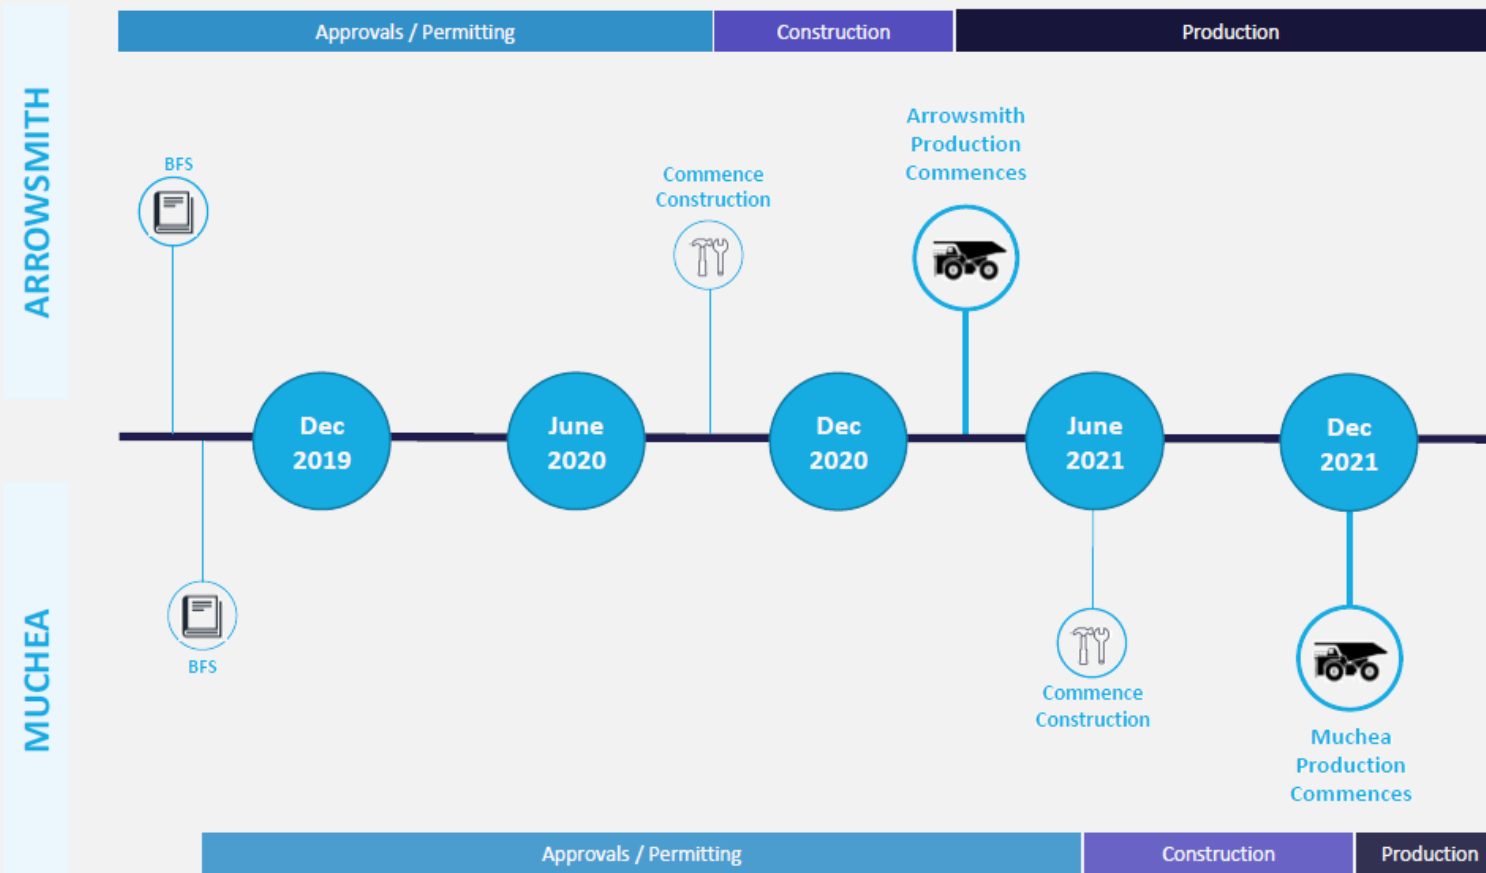 Approvals / Permitting
Construction
Production
ARROWSMITH
BFS
Commence
Construction
Arrowsmith
Production
Commences
Dec
2019
June
2020
Dec
2020
June
2021
Dec
2021
MUCHEA
BFS
Commence
Construction
Muchea
Production
Commences
Approvals / Permitting
Construction
Production